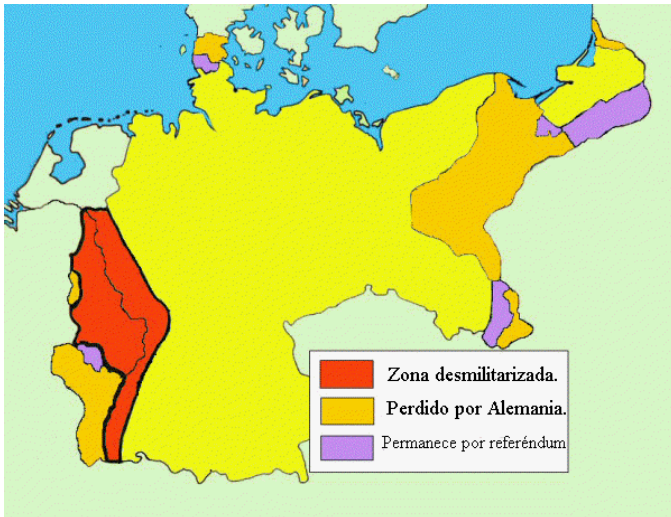 Zona desmilitarizada.
Perdido por Alemania.
Permanece por referéndum